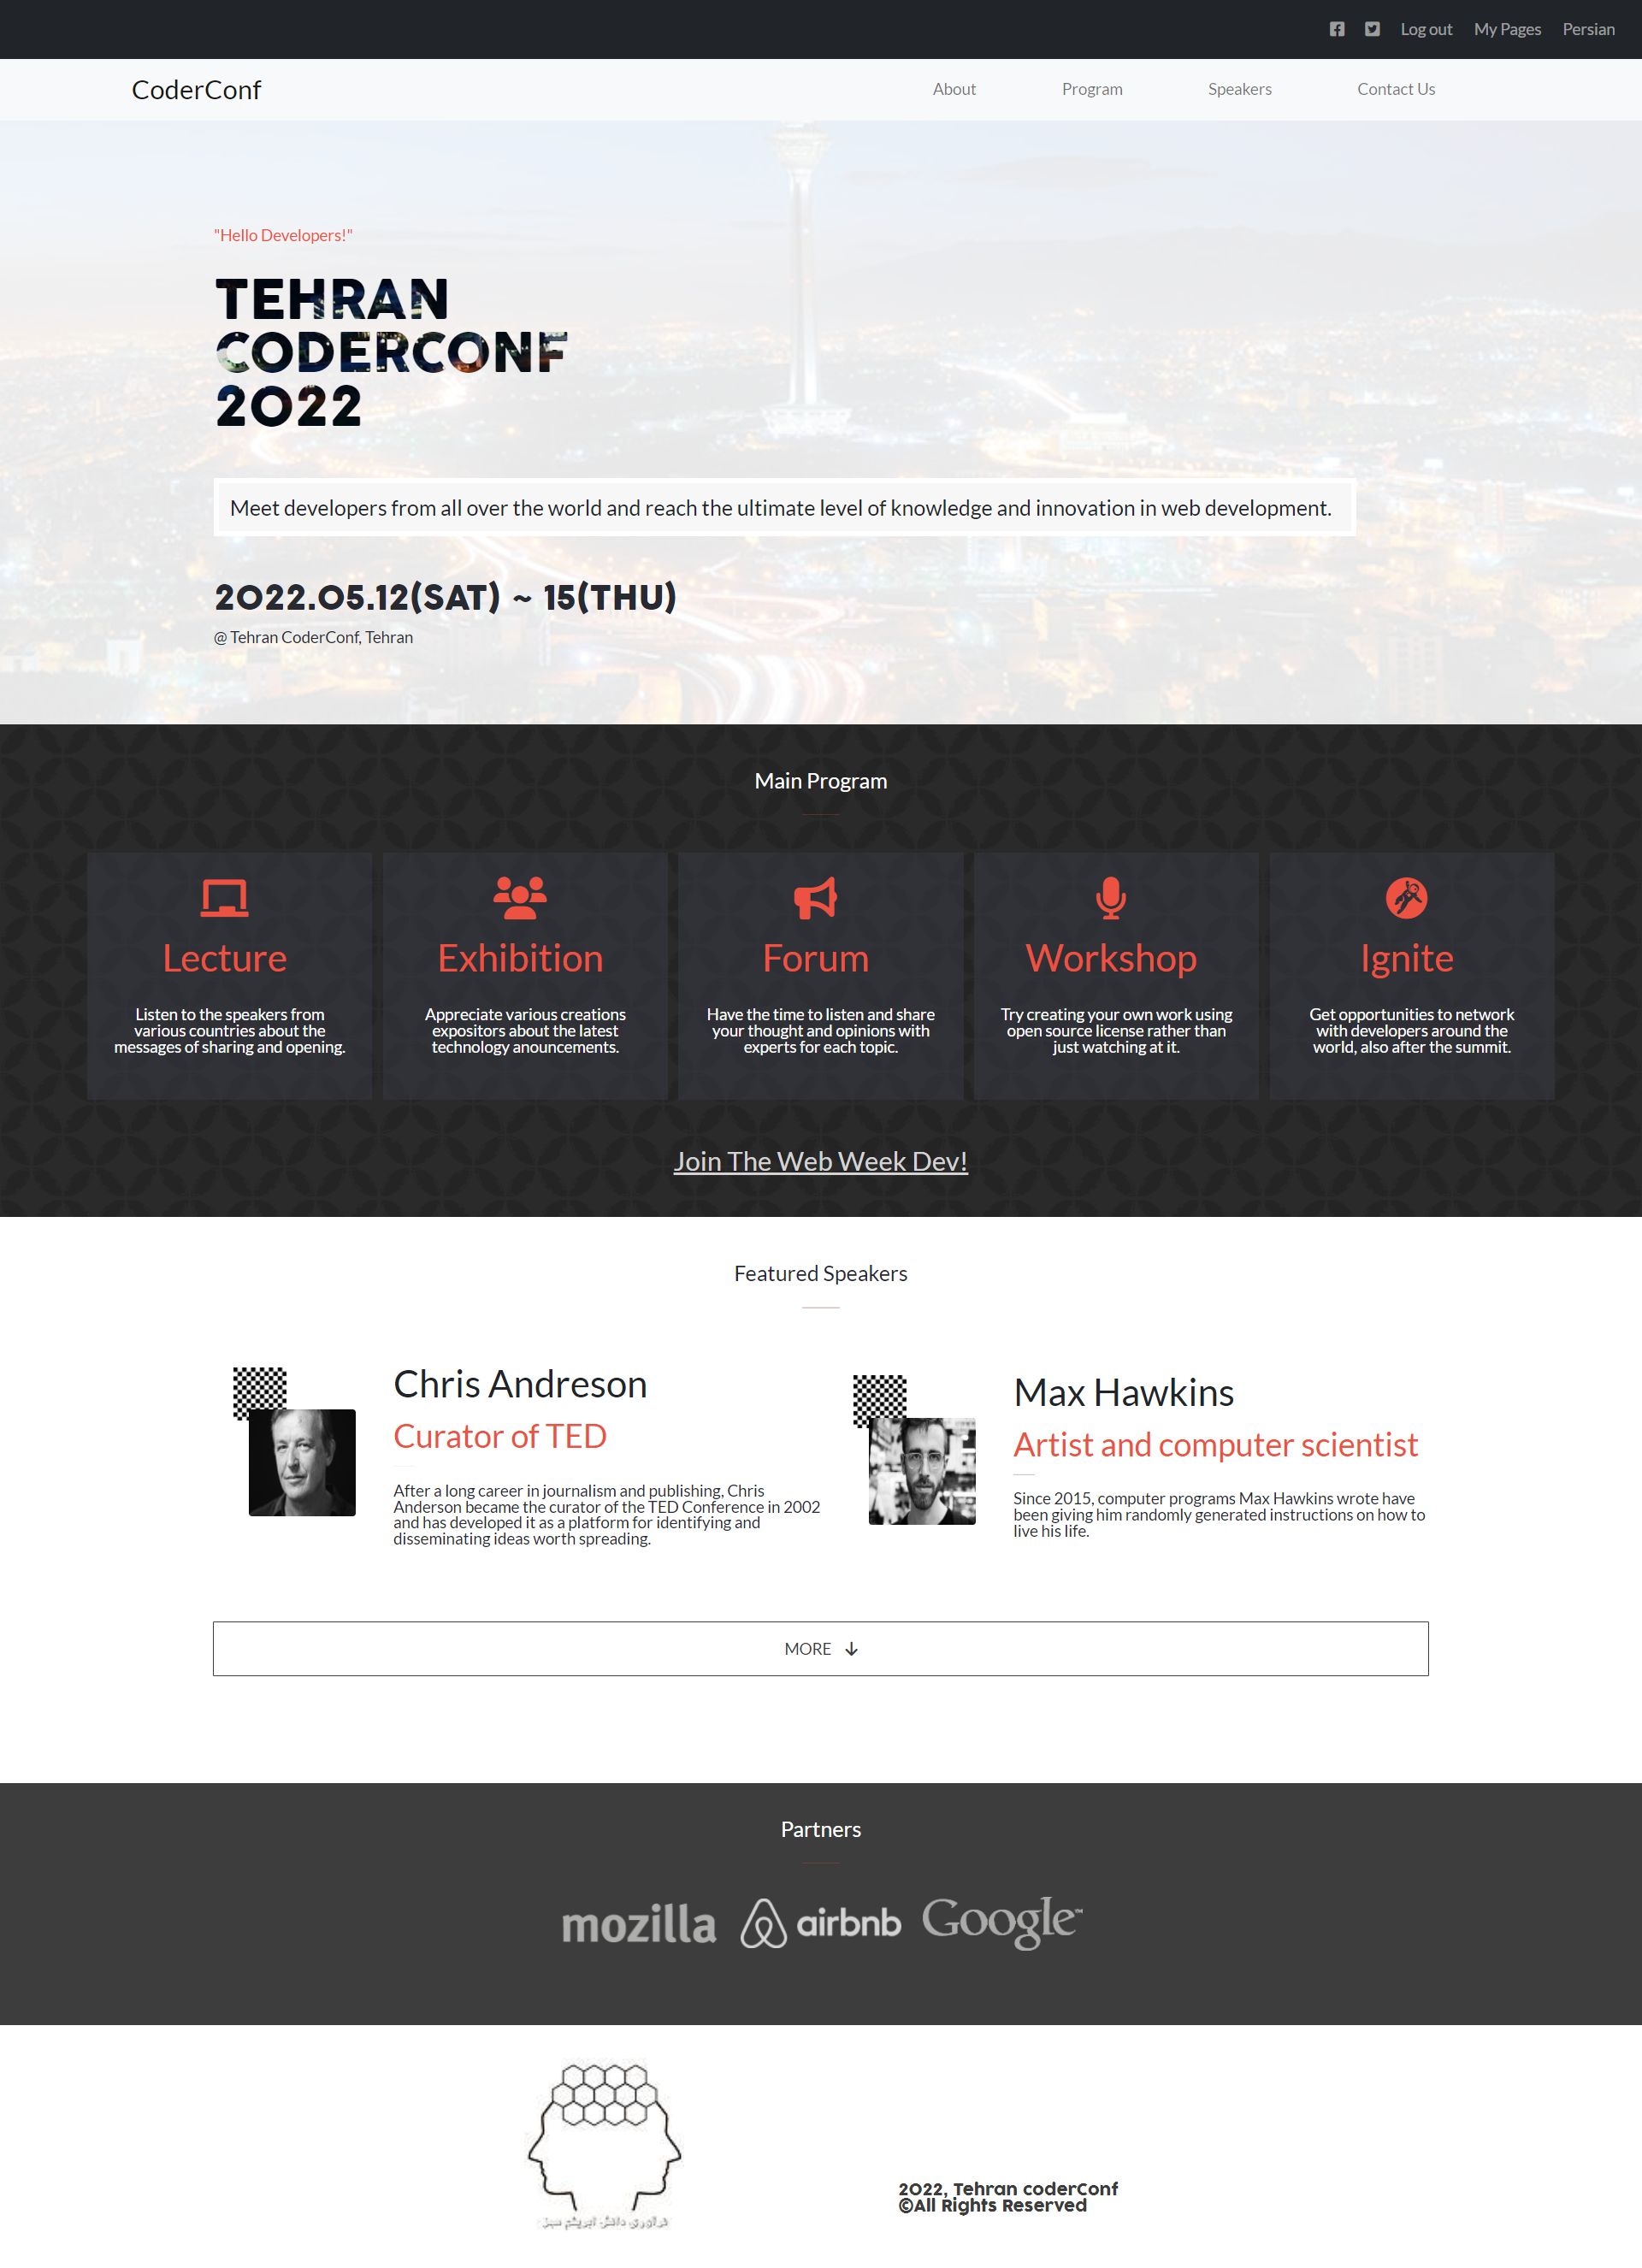 Log out My Pages Persian
CoderConf
About Program Speakers Contact Us
"Hello Developers!"
TEHRAN
CODERCONF
2022
Meet developers from all over the world and reach the ultimate level of knowledge and innovation in web development.
2022.05.12(SAT) ~ 15(THU)
@ Tehran CoderConf, Tehran
Main Program
Lecture
Listen to the speakers from
various countries about the
messages of sharing and opening.
Exhibition
Appreciate various creations
expositors about the latest
technology anouncements.
Forum
Have the time to listen and share
your thought and opinions with
experts for each topic.
Workshop
Try creating your own work using
open source license rather than
just watching at it.
Ignite
Get opportunities to network
with developers around the
world, also after the summit.
Join The Web Week Dev!
Featured Speakers
Chris Andreson
Curator of TED
After a long career in journalism and publishing, Chris
Anderson became the curator of the TED Conference in 2002
and has developed it as a platform for identifying and
disseminating ideas worth spreading.
Max Hawkins
Artist and computer scientist
Since 2015, computer programs Max Hawkins wrote have
been giving him randomly generated instructions on how to
live his life.
MORE
Partners
mozilla airbnb Google™
فرآوری دانش ابریشم سبز
2022, Tehran coderConf
©All Rights Reserved